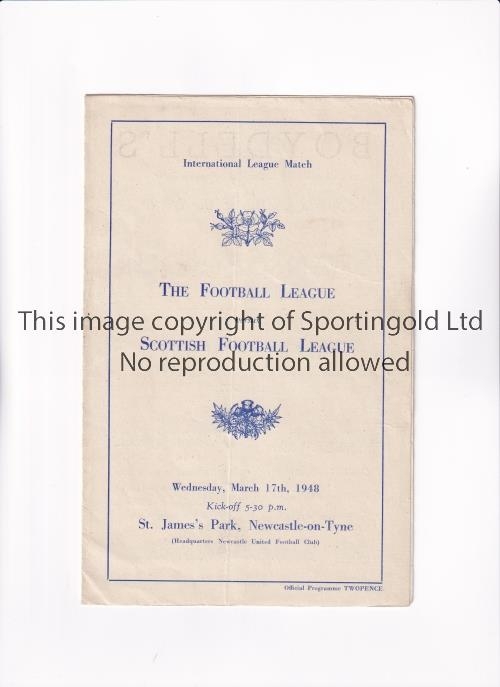 BOYDELL'S
International League Match
THE FOOTBALL LEAGUE
This image copyright of Sportingold Ltd
SCOTTISH FOOTBALL LEAGUE
No reproduction allowed
Wednesday, March 17th, 1948
Kick-off 5-30 p.m.
St. James's Park, Newcastle-on-Tyne
(Headquarters Newcastle United Football Club)
Official Programme TWOPENCE